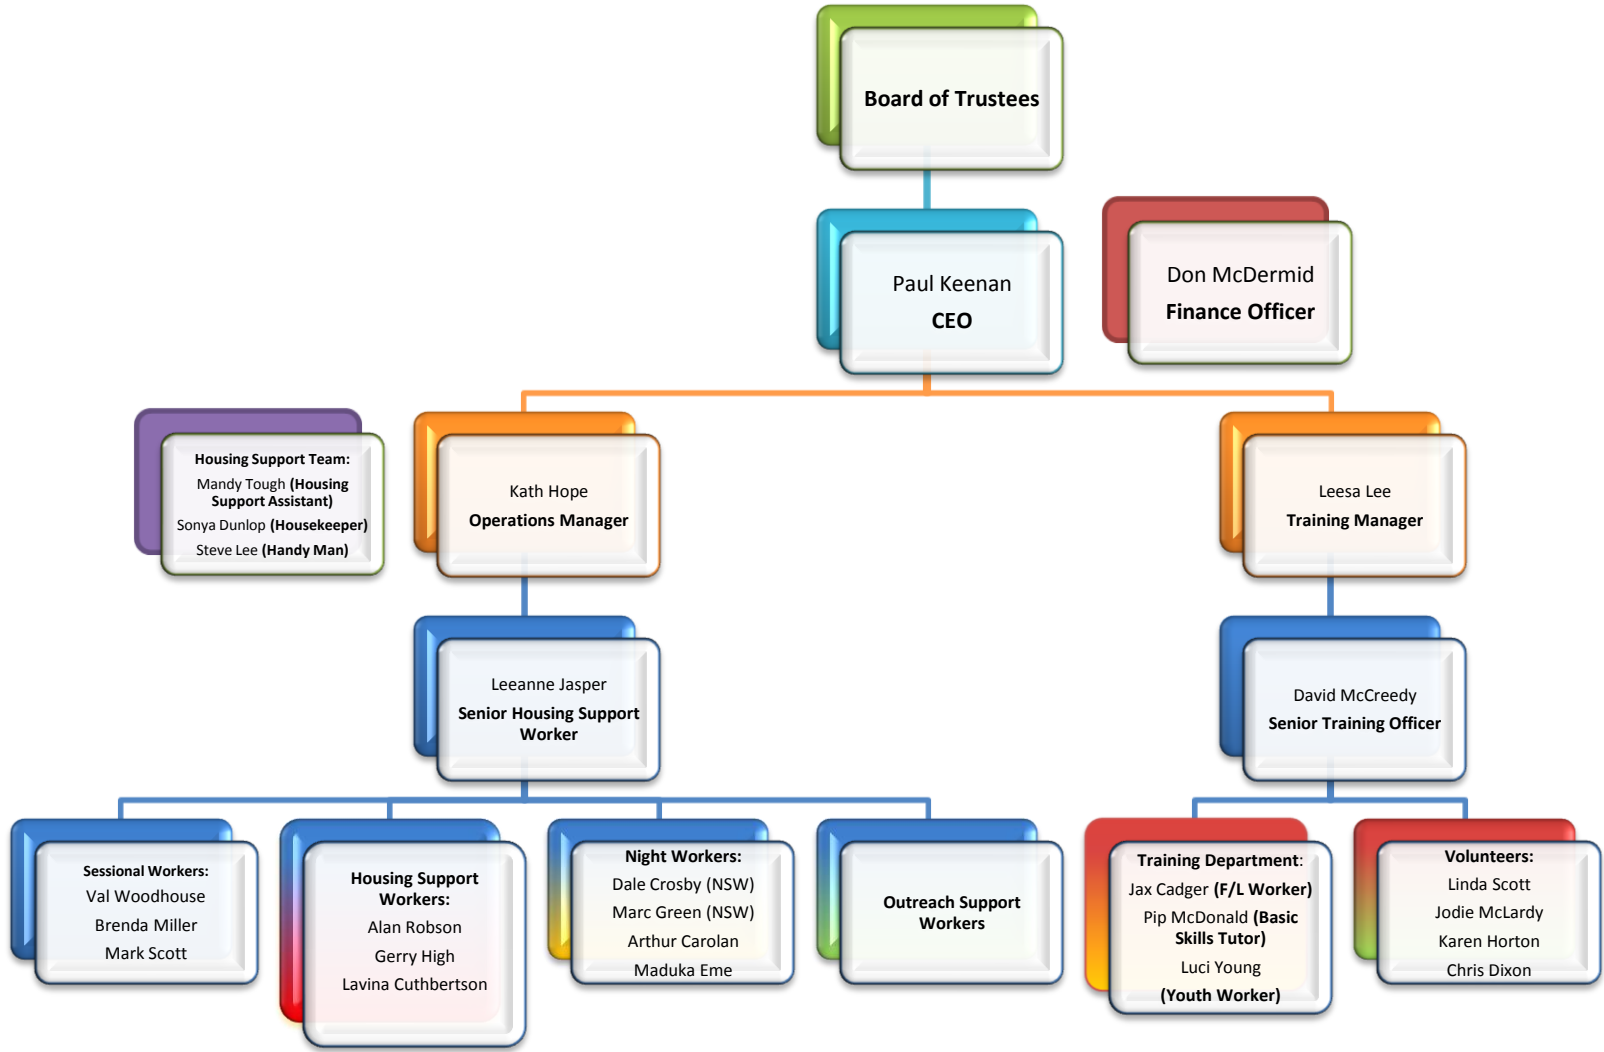 Board of Trustees
Paul Keenan
CEO
Don McDermid
Finance Officer
Housing Support Team:
Mandy Tough (Housing
Support Assistant)
Sonya Dunlop (Housekeeper)
Steve Lee (Handy Man)
Kath Hope
Operations Manager
Leesa Lee
Training Manager
Leeanne Jasper
Senior Housing Support
Worker
David McCreedy
Senior Training Officer
Sessional Workers:
Val Woodhouse
Brenda Miller
Mark Scott
Housing Support
Workers:
Alan Robson
Gerry High
Lavina Cuthbertson
Night Workers:
Dale Crosby (NSW)
Marc Green (NSW)
Arthur Carolan
Maduka Eme
Outreach Support
Workers
Training Department:
Jax Cadger (F/L Worker)
Pip McDonald (Basic
Skills Tutor)
Luci Young
(Youth Worker)
Volunteers:
Linda Scott
Jodie McLardy
Karen Horton
Chris Dixon